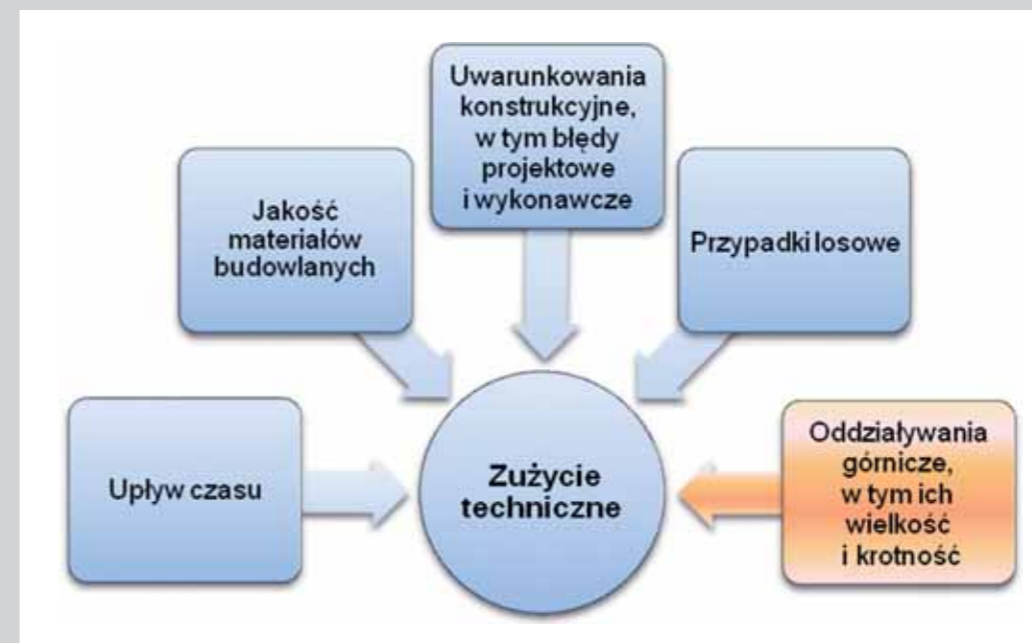 Uwarunkowania
konstrukcyjne,
w tym błędy
projektowe
i wykonawcze
Jakość
materiałów
budowlanych
Przypadki losowe
Upływ czasu
Zużycie
techniczne
Oddziaływania
górnicze,
w tym ich
wielkość
i krotność